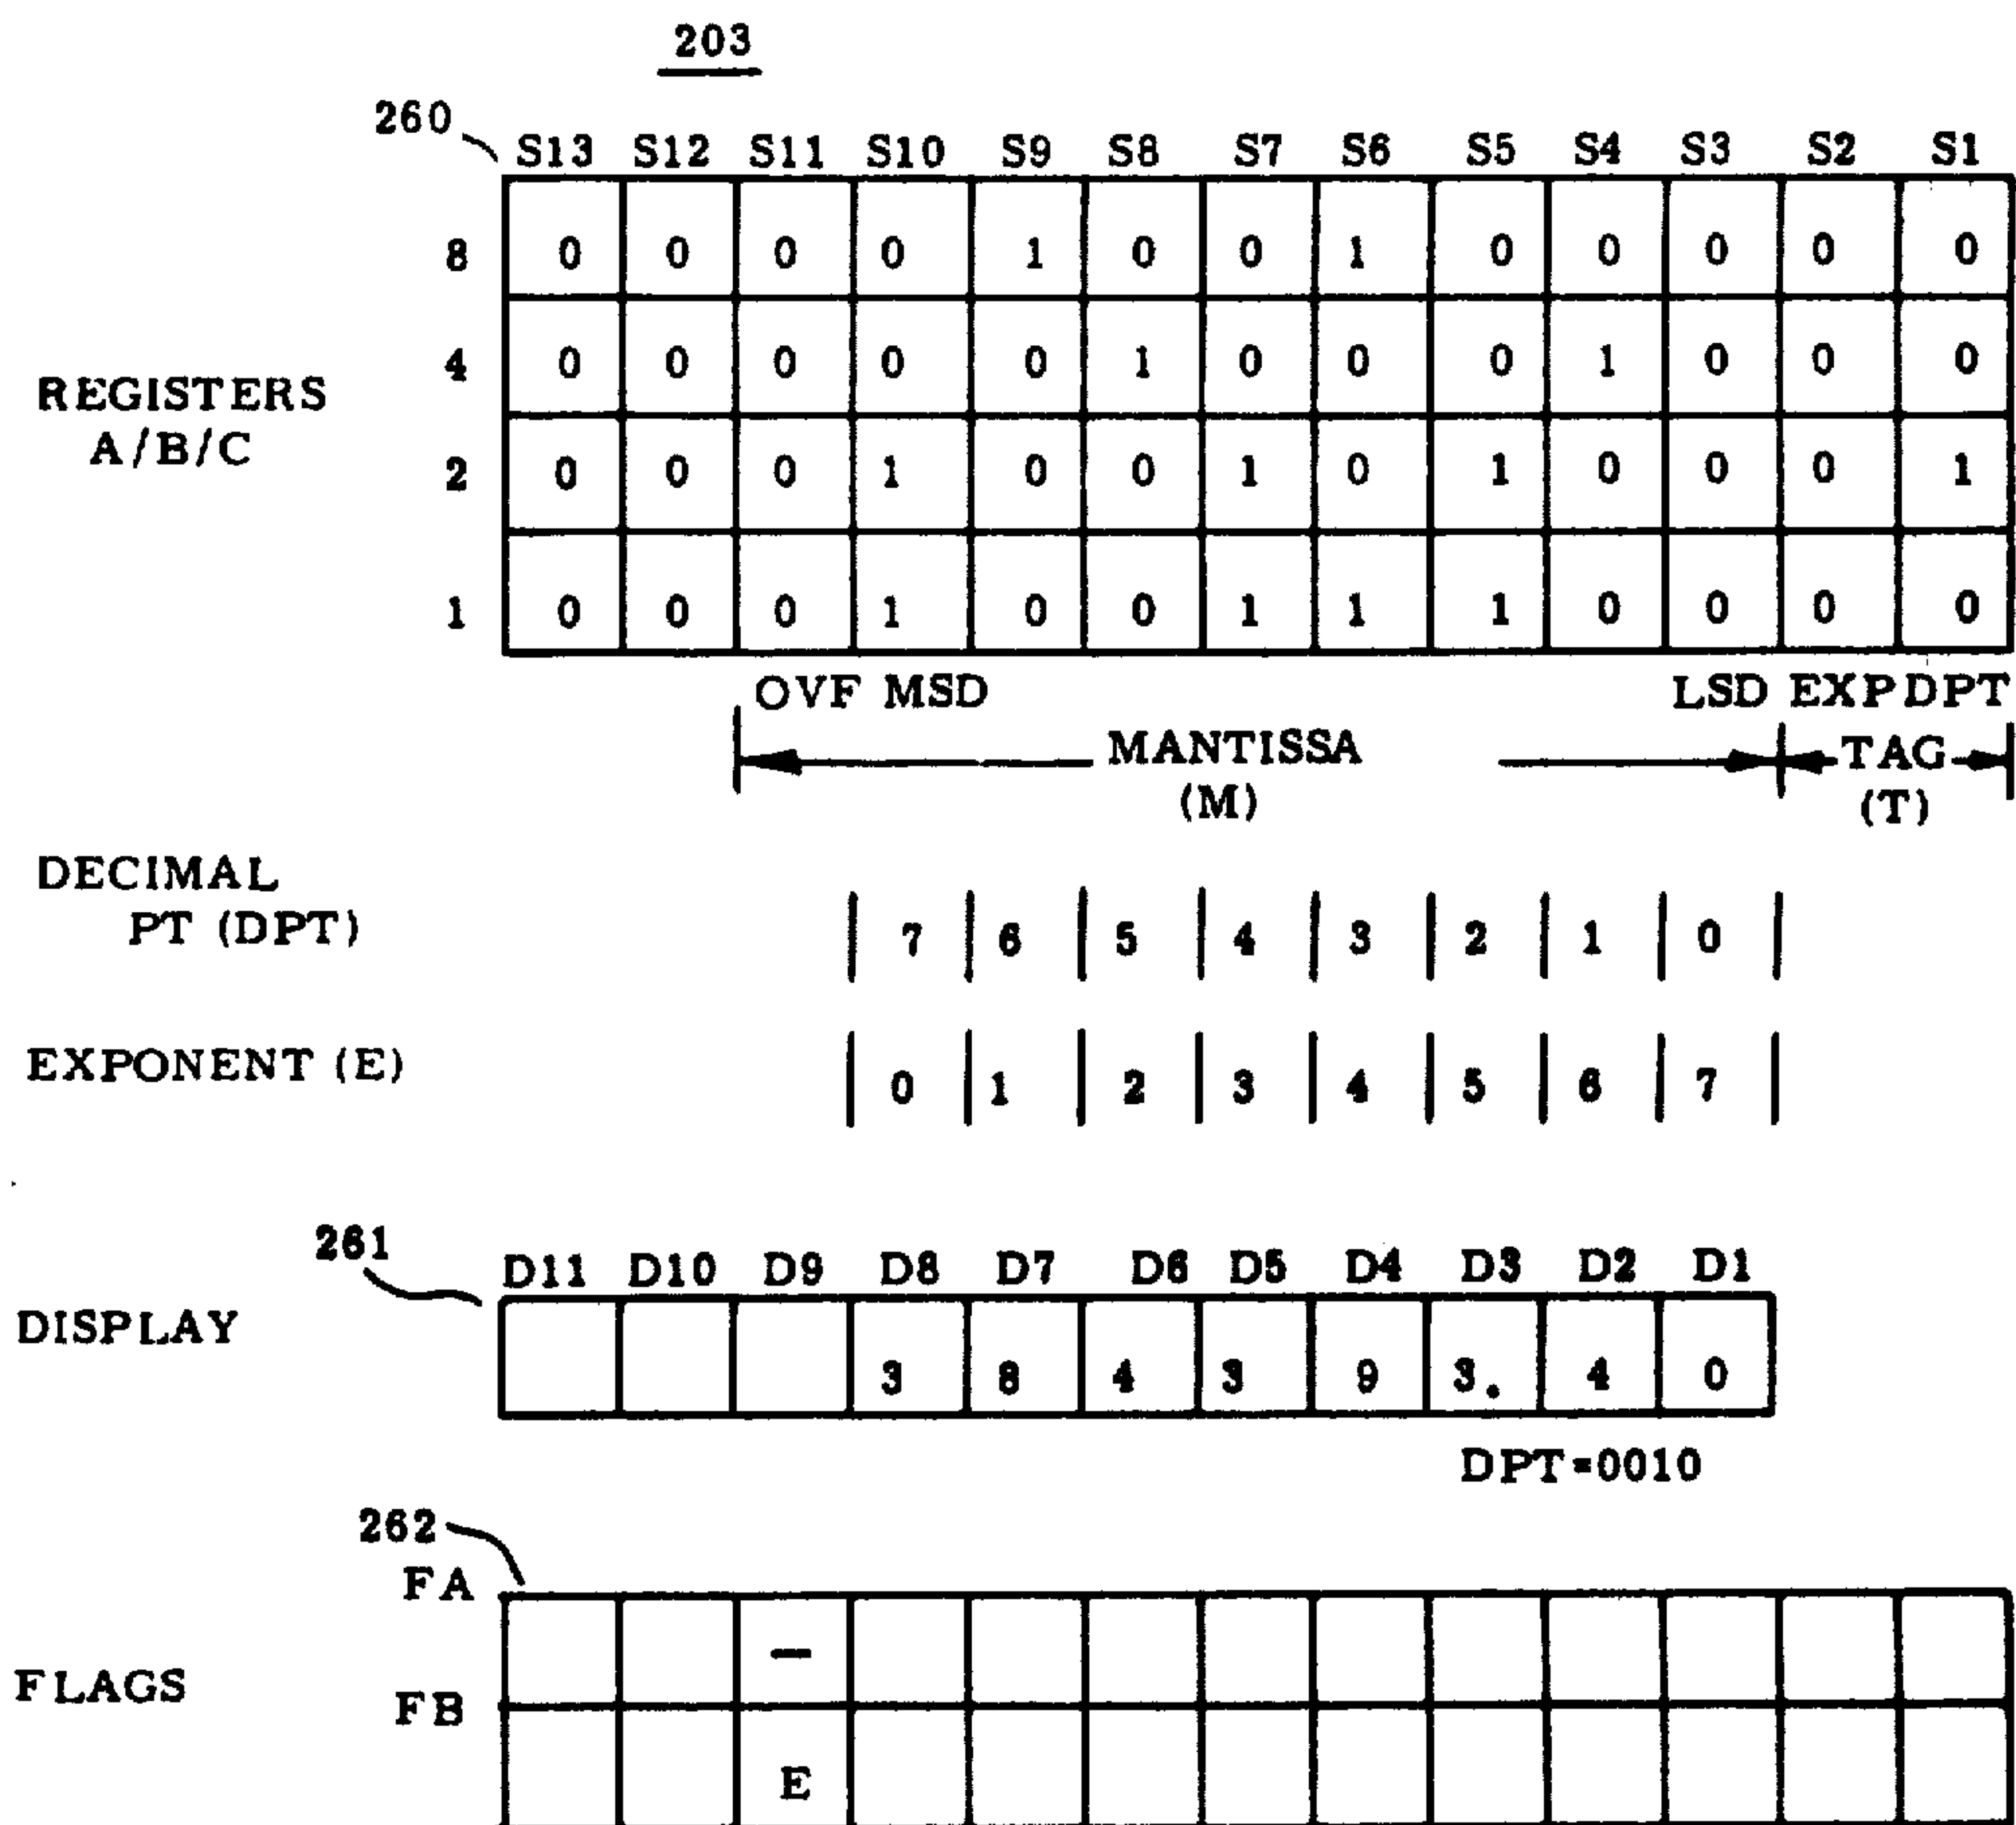 203
260
S13 S12 S11 S10 S9 S8 S7 S6 S5 S4 S3 S2 S1
REGISTERS
A/B/C
8 0 0 0 0 1 0 0 1 0 0 0 0 0
4 0 0 0 0 0 1 0 0 0 1 0 0 0
2 0 0 0 1 0 0 1 0 1 0 0 0 1
1 0 0 0 1 0 0 1 1 1 0 0 0 0
OVF MSD LSD EXPDPT
MANTISSA
(M)
TAG
(T)
DECIMAL
PT (DPT)
7 6 5 4 3 2 1 0
EXPONENT (E) 0 1 2 3 4 5 6 7
261
D11 D10 D9 D8 D7 D6 D5 D4 D3 D2 D1
DISPLAY
3 8 4 3 9 3. 4 0
DPT=0010
262
FA
FLAGS
–
FB
E